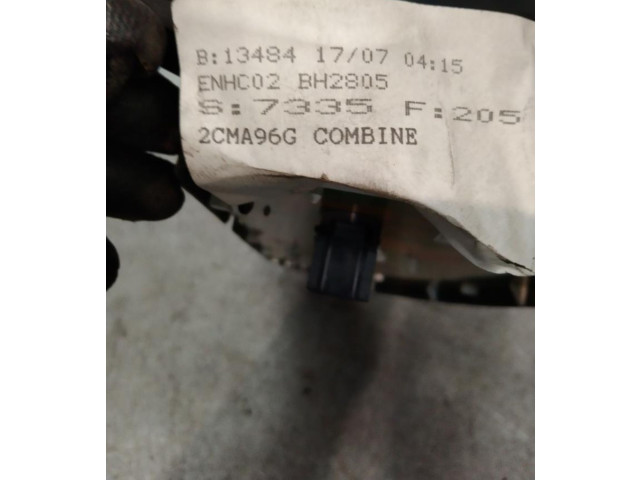 B:13484 17/07 04:15
ENHC02 BH2805
S:7335 F:205
2CMA96G COMBINE